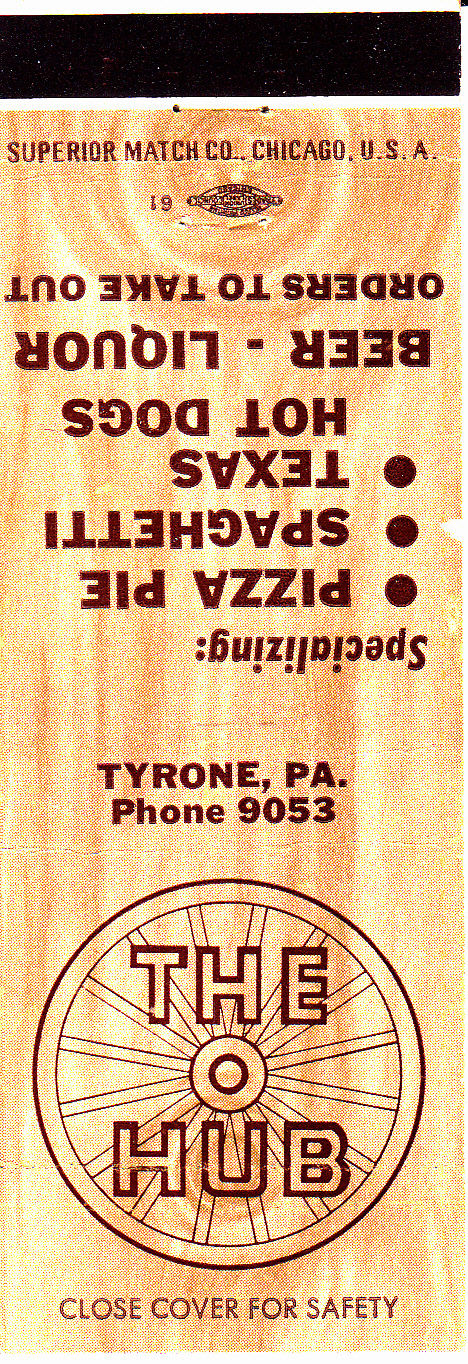 SUPERIOR MATCH CO., CHICAGO, U.S.A.
19
Specializing:
• PIZZA PIE
• SPAGHETTI
• TEXAS
HOT DOGS
BEER - LIQUOR
ORDERS TO TAKE OUT
TYRONE, PA.
Phone 9053
THE
HUB
CLOSE COVER FOR SAFETY